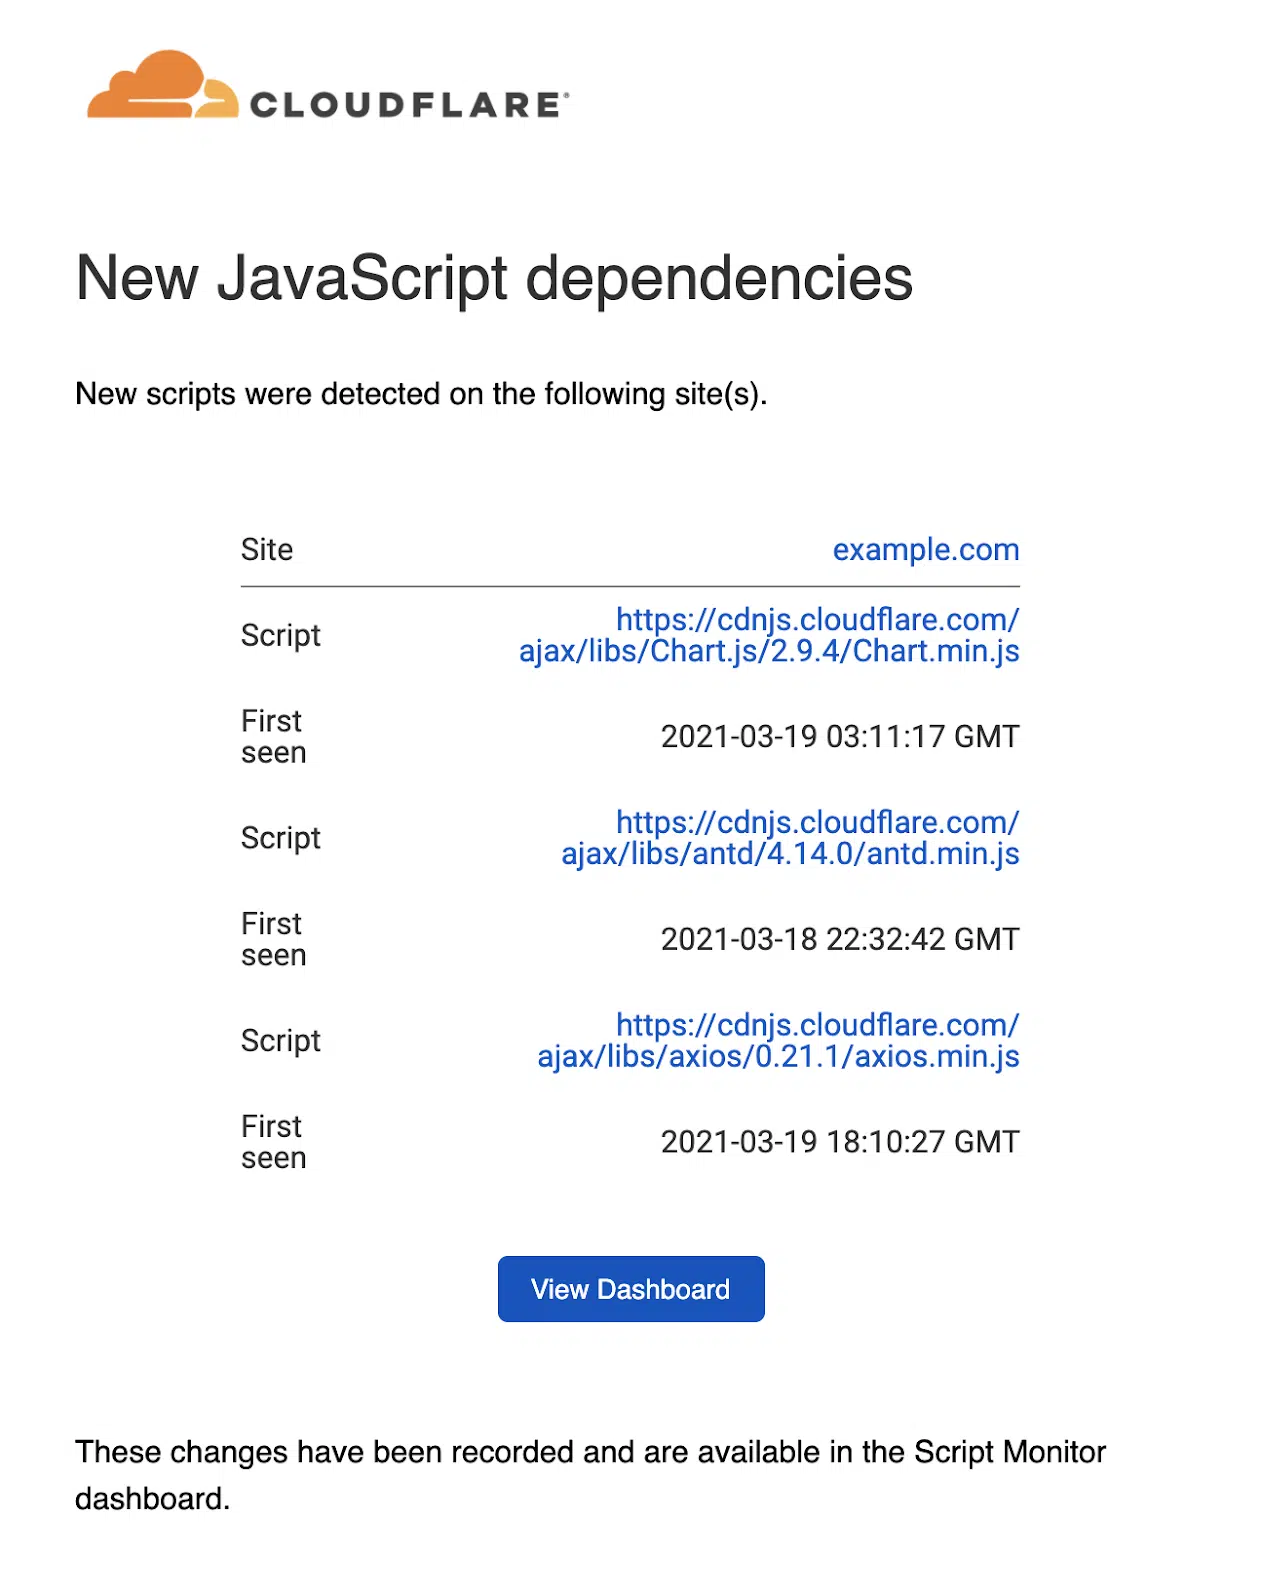 CLOUDFLARE®
New JavaScript dependencies
New scripts were detected on the following site(s).
Site example.com
Script https://cdnjs.cloudflare.com/
ajax/libs/Chart.js/2.9.4/Chart.min.js
First
seen 2021-03-19 03:11:17 GMT
Script https://cdnjs.cloudflare.com/
ajax/libs/antd/4.14.0/antd.min.js
First
seen 2021-03-18 22:32:42 GMT
Script https://cdnjs.cloudflare.com/
ajax/libs/axios/0.21.1/axios.min.js
First
seen 2021-03-19 18:10:27 GMT
View Dashboard
These changes have been recorded and are available in the Script Monitor
dashboard.